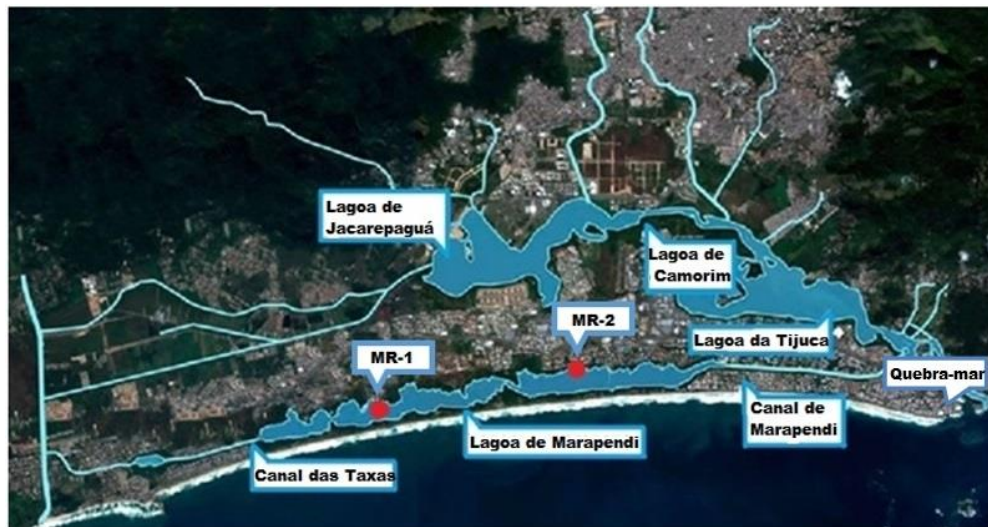 Lagoa de
Jacarepaguá
Lagoa de
Camorim
MR-2
Lagoa da Tijuca
MR-1
Quebra-mar
Canal de
Marapendi
Lagoa de Marapendi
Canal das Taxas